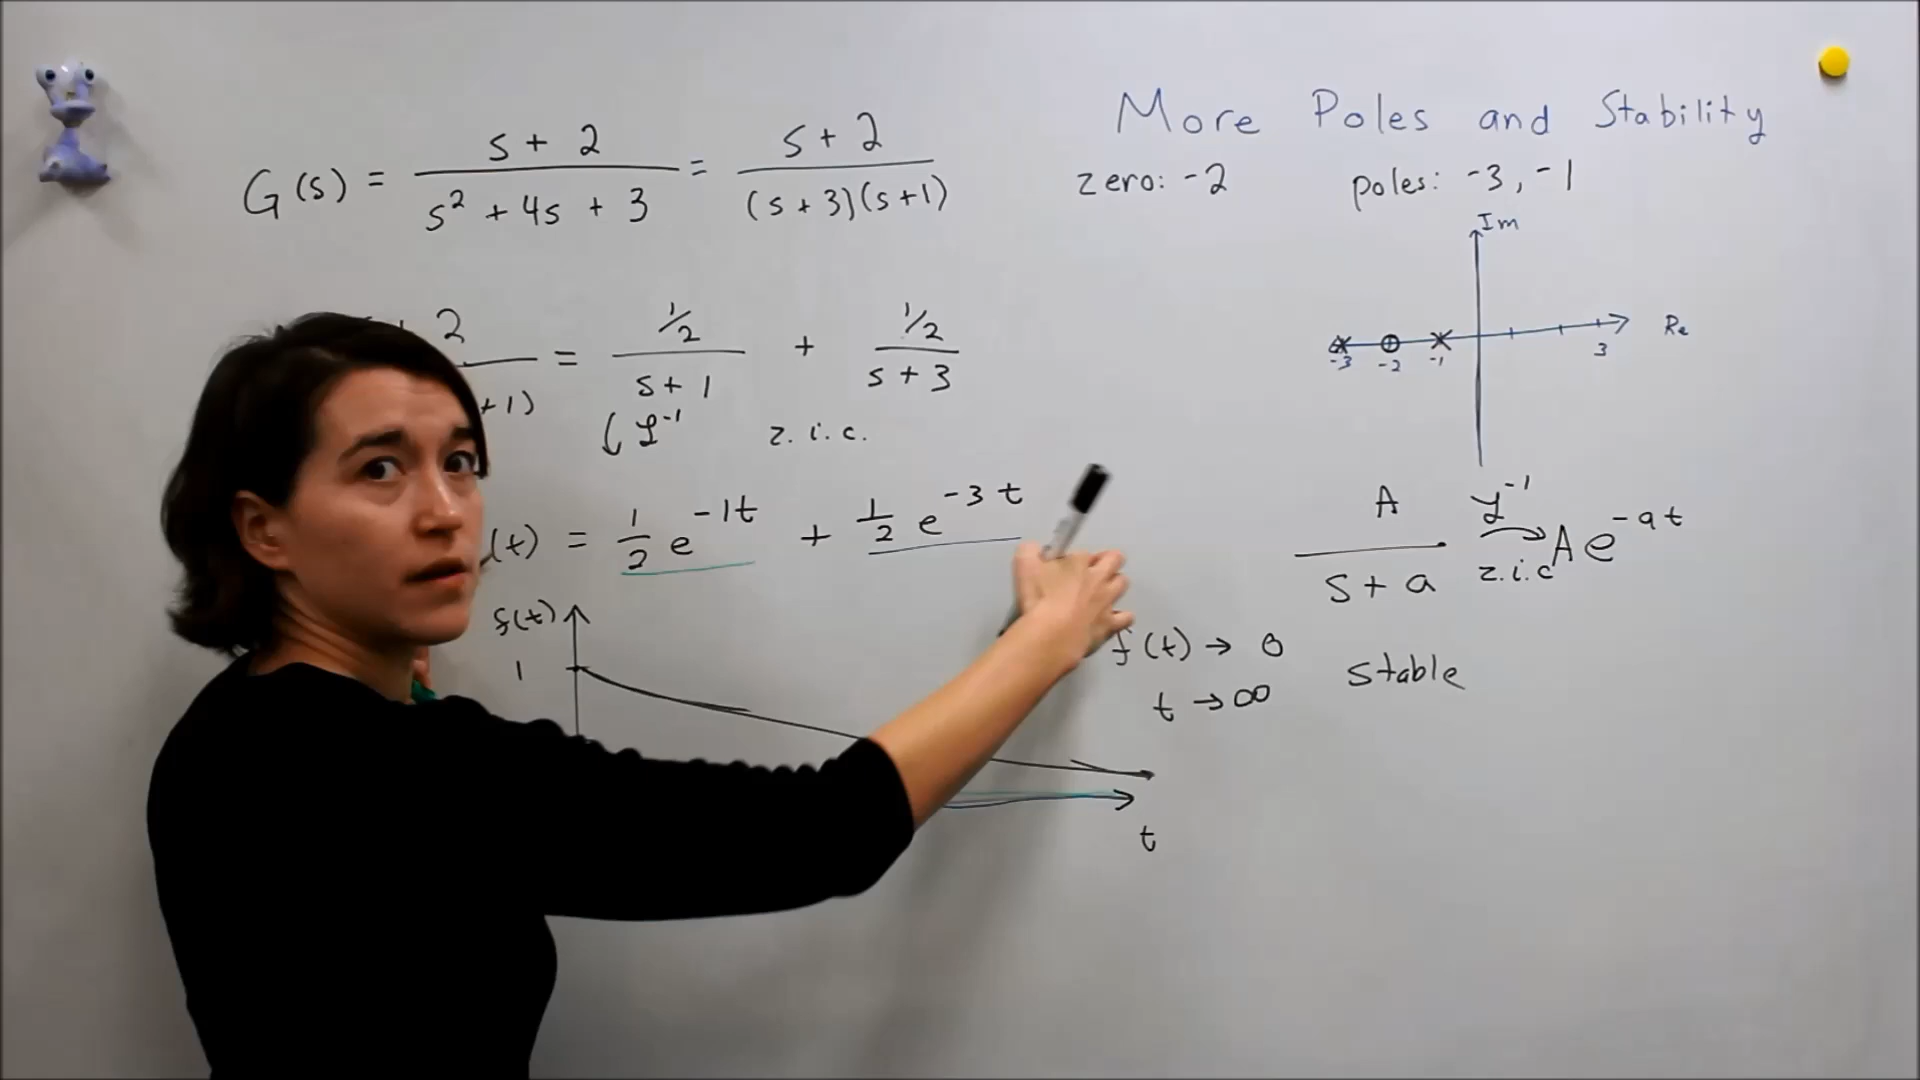 More Poles and Stability
G(s) = s + 2 / s² + 4s + 3 = s + 2 / (s + 3)(s + 1)
zero: -2
poles: -3, -1
Im
Re
-3 -2 -1 3
2 / +1) = 1/2 / s + 1 + 1/2 / s + 3
ℒ⁻¹ z.i.c.
(t) = 1/2 e^-1t + 1/2 e^-3t
A / s + a ℒ⁻¹ z.i.c Ae^-at
f(t)
1
t
f(t) → 0
t → ∞
stable